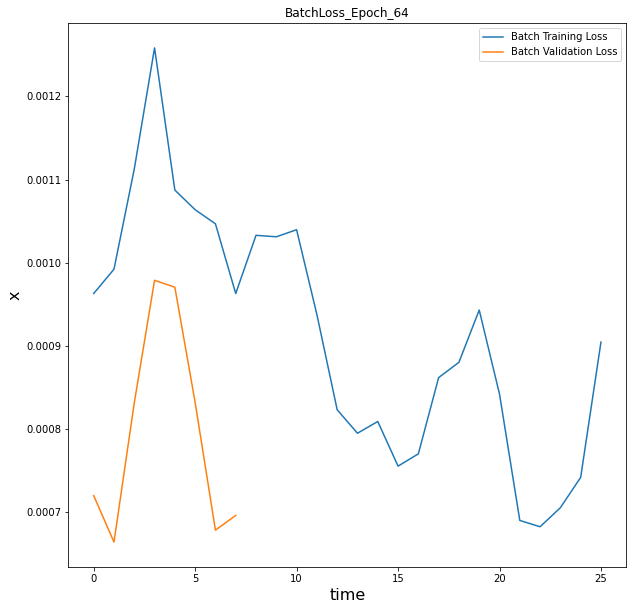 BatchLoss_Epoch_64
Batch Training Loss
Batch Validation Loss
0.0012
0.0011
0.0010
0.0009
0.0008
0.0007
x
0 5 10 15 20 25
time